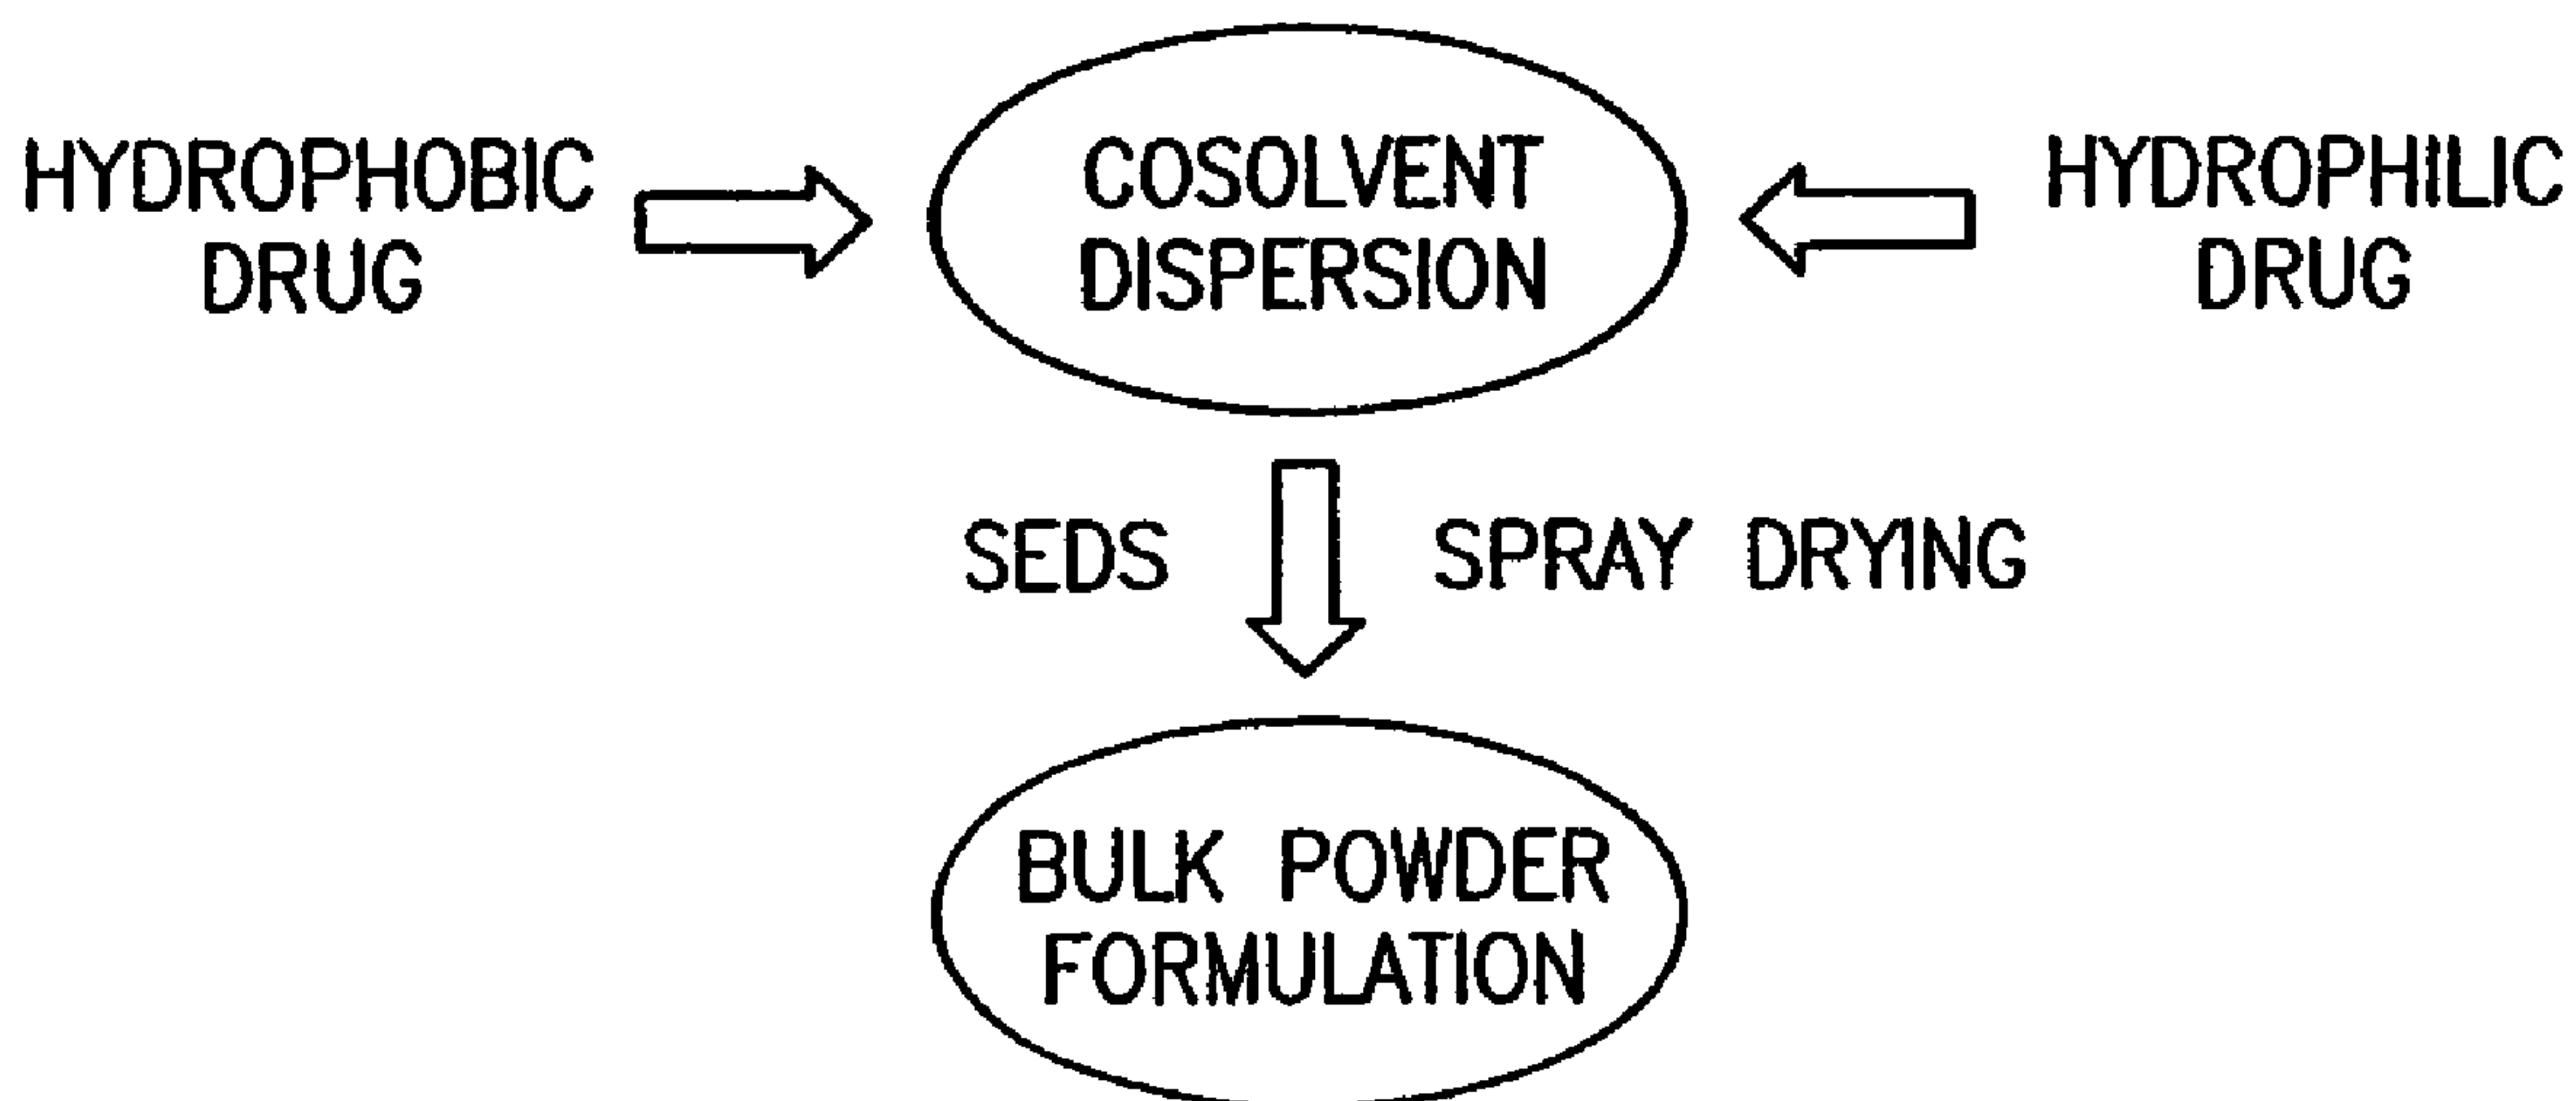 HYDROPHOBIC
DRUG
COSOLVENT
DISPERSION
HYDROPHILIC
DRUG
SEDS
SPRAY DRYING
BULK POWDER
FORMULATION